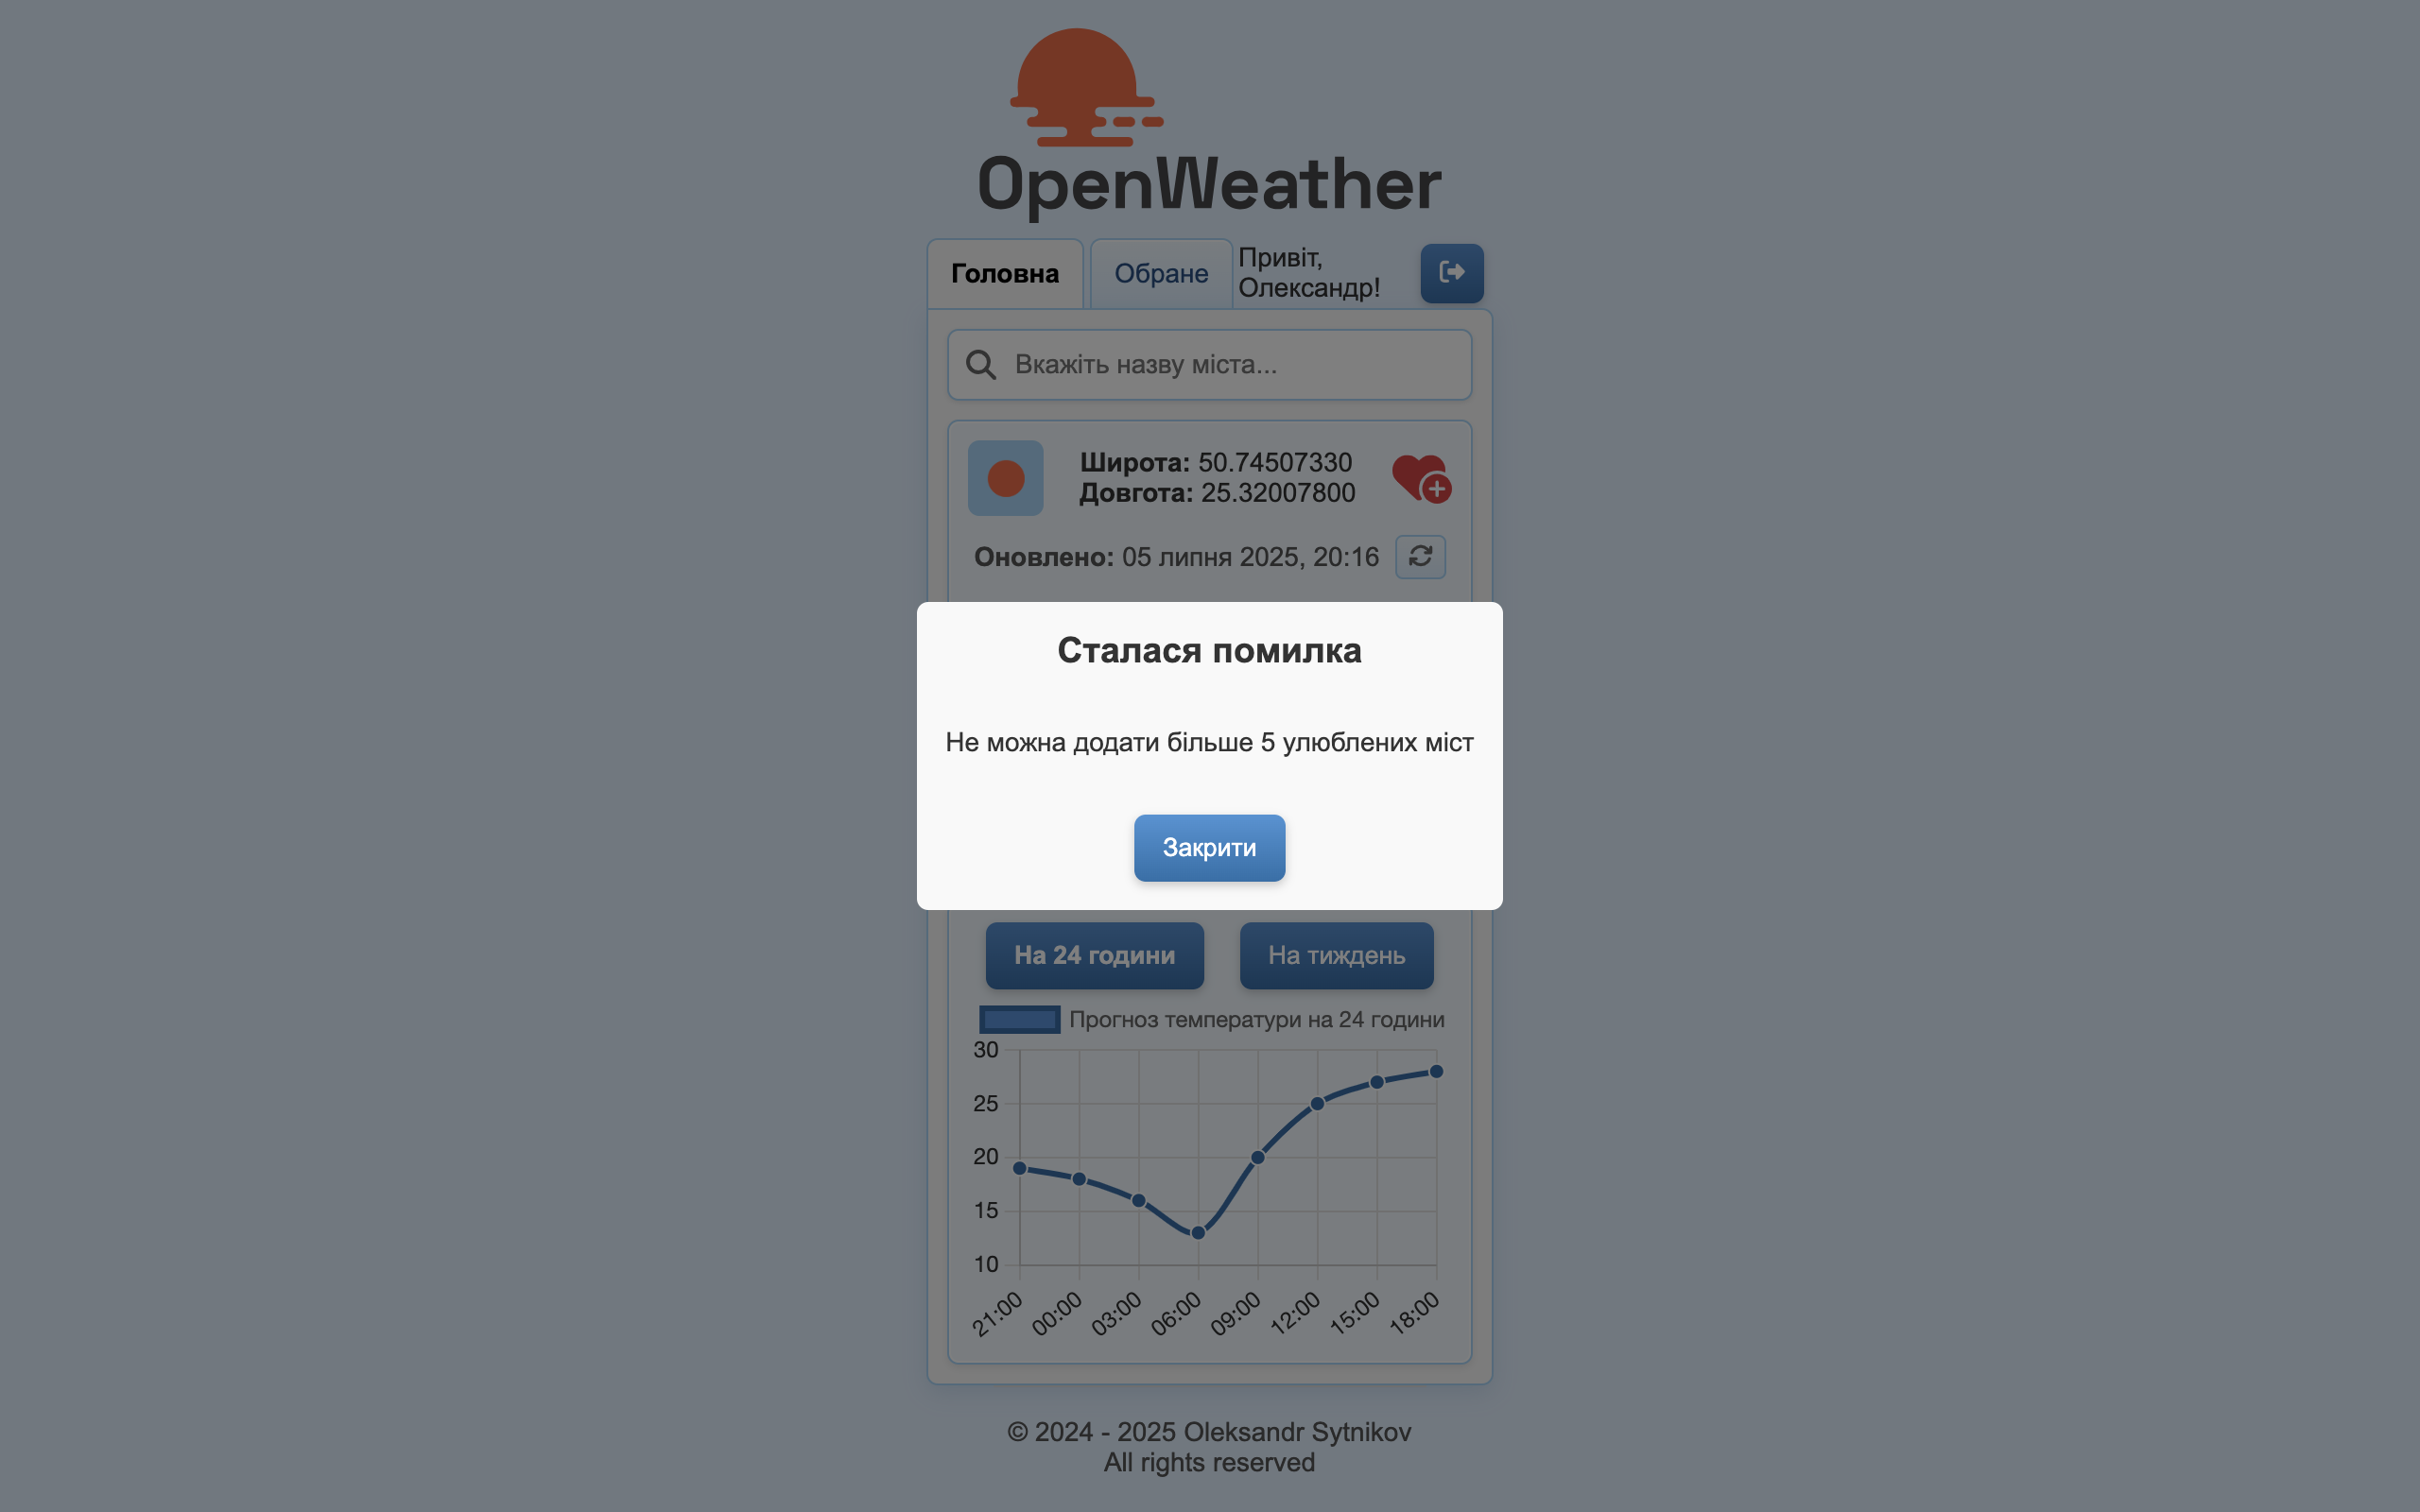 OpenWeather
Головна
Обране
Привіт,
Олександр!
Вкажіть назву міста...
Широта: 50.74507330
Довгота: 25.32007800
Оновлено: 05 липня 2025, 20:16
Сталася помилка
Не можна додати більше 5 улюблених міст
Закрити
На 24 години
На тиждень
Прогноз температури на 24 години
30
25
20
15
10
21:00
00:00
03:00
06:00
09:00
12:00
15:00
18:00
© 2024 - 2025 Oleksandr Sytnikov
All rights reserved